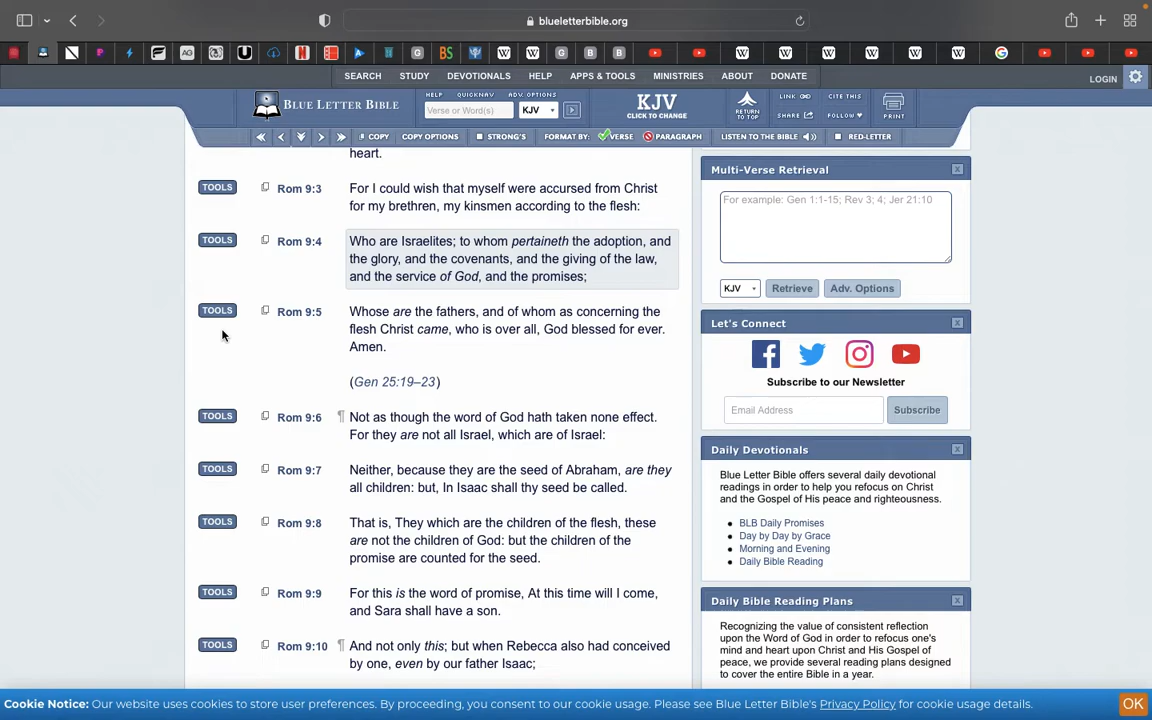 blueletterbible.org
SEARCH STUDY DEVOTIONALS HELP APPS & TOOLS MINISTRIES ABOUT DONATE
LOGIN
BLUE LETTER BIBLE
HELP QUICKNAV ADV. OPTIONS
Verse or Word(s) KJV
KJV
CLICK TO CHANGE
RETURN
TO TOP
LINK CITE THIS
SHARE FOLLOW
PRINT
COPY COPY OPTIONS STRONG'S FORMAT BY: VERSE PARAGRAPH LISTEN TO THE BIBLE RED-LETTER
heart.
TOOLS Rom 9:3 For I could wish that myself were accursed from Christ
for my brethren, my kinsmen according to the flesh:
TOOLS Rom 9:4 Who are Israelites; to whom pertaineth the adoption, and
the glory, and the covenants, and the giving of the law,
and the service of God, and the promises;
TOOLS Rom 9:5 Whose are the fathers, and of whom as concerning the
flesh Christ came, who is over all, God blessed for ever.
Amen.
(Gen 25:19–23)
TOOLS Rom 9:6 ¶ Not as though the word of God hath taken none effect.
For they are not all Israel, which are of Israel:
TOOLS Rom 9:7 Neither, because they are the seed of Abraham, are they
all children: but, In Isaac shall thy seed be called.
TOOLS Rom 9:8 That is, They which are the children of the flesh, these
are not the children of God: but the children of the
promise are counted for the seed.
TOOLS Rom 9:9 For this is the word of promise, At this time will I come,
and Sara shall have a son.
TOOLS Rom 9:10 ¶ And not only this; but when Rebecca also had conceived
by one, even by our father Isaac;
Multi-Verse Retrieval
For example: Gen 1:1-15; Rev 3; 4; Jer 21:10
KJV Retrieve Adv. Options
Let's Connect
Subscribe to our Newsletter
Email Address Subscribe
Daily Devotionals
Blue Letter Bible offers several daily devotional
readings in order to help you refocus on Christ
and the Gospel of His peace and righteousness.
BLB Daily Promises
Day by Day by Grace
Morning and Evening
Daily Bible Reading
Daily Bible Reading Plans
Recognizing the value of consistent reflection
upon the Word of God in order to refocus one's
mind and heart upon Christ and His Gospel of
peace, we provide several reading plans designed
to cover the entire Bible in a year.
Cookie Notice: Our website uses cookies to store user preferences. By proceeding, you consent to our cookie usage. Please see Blue Letter Bible's Privacy Policy for cookie usage details. OK